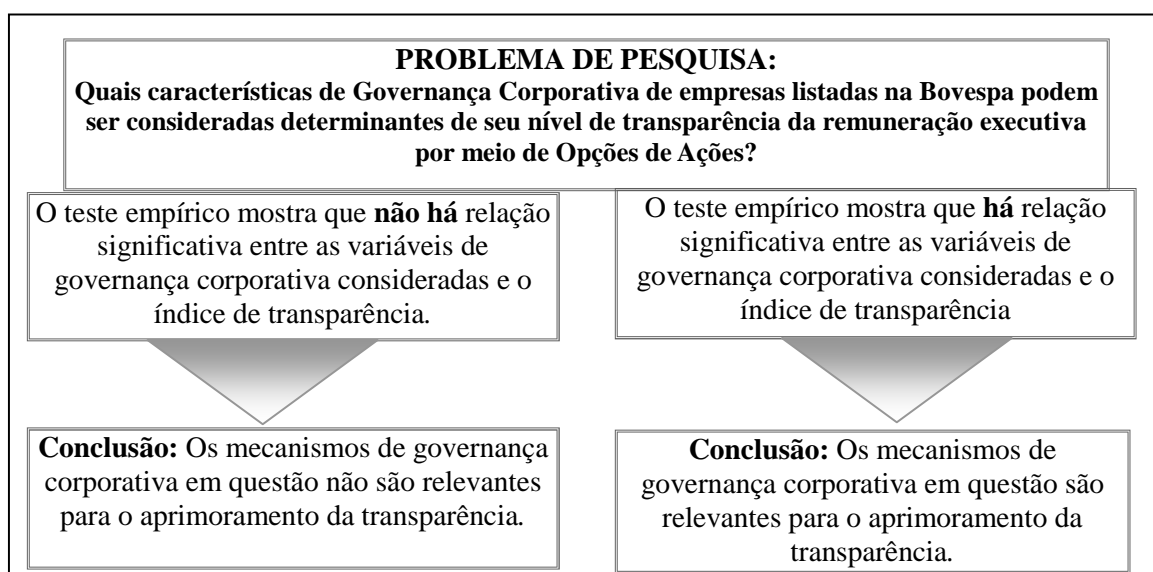 PROBLEMA DE PESQUISA:
Quais características de Governança Corporativa de empresas listadas na Bovespa podem
ser consideradas determinantes de seu nível de transparência da remuneração executiva
por meio de Opções de Ações?
O teste empírico mostra que não há relação
significativa entre as variáveis de
governança corporativa consideradas e o
índice de transparência.
O teste empírico mostra que há relação
significativa entre as variáveis de
governança corporativa consideradas e o
índice de transparência
Conclusão: Os mecanismos de governança
corporativa em questão não são relevantes
para o aprimoramento da transparência.
Conclusão: Os mecanismos de
governança corporativa em questão são
relevantes para o aprimoramento da
transparência.